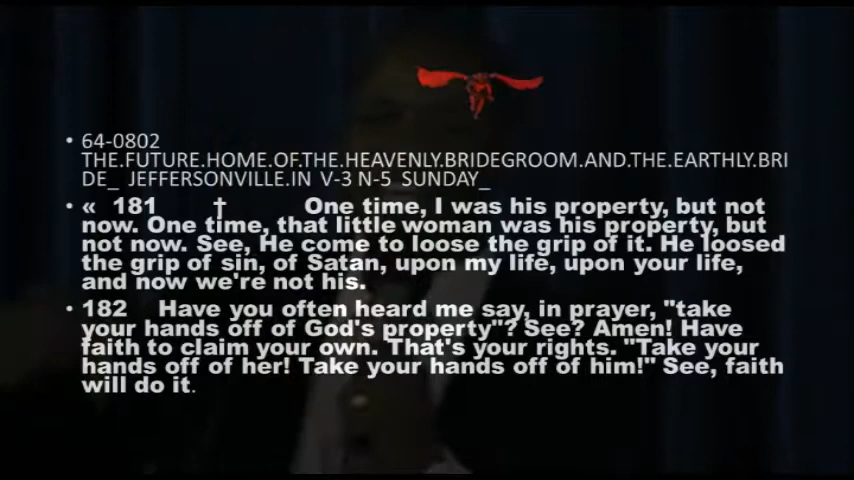 • 64-0802
THE.FUTURE.HOME.OF.THE.HEAVENLY.BRIDEGROOM.AND.THE.EARTHLY.BRI
DE_ JEFFERSONVILLE.IN V-3 N-5 SUNDAY_
• « 181 † One time, I was his property, but not
now. One time, that little woman was his property, but
not now. See, He come to loose the grip of it. He loosed
the grip of sin, of Satan, upon my life, upon your life,
and now we're not his.
• 182 Have you often heard me say, in prayer, "take
your hands off of God's property"? See? Amen! Have
faith to claim your own. That's your rights. "Take your
hands off of her! Take your hands off of him!" See, faith
will do it.